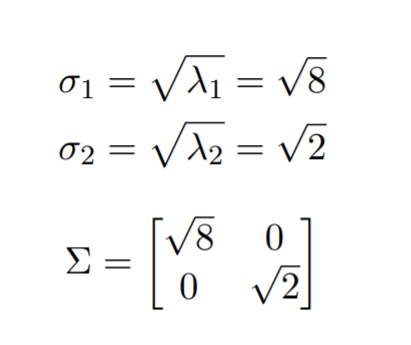 σ₁ = √λ₁ = √8
σ₂ = √λ₂ = √2
Σ = [√8 0
0 √2]